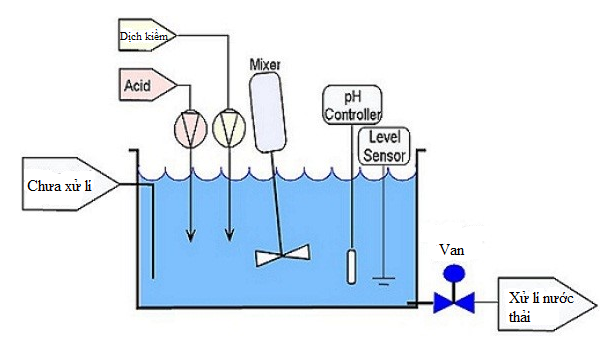 Dịch kiềm
Acid
Mixer
pH
Controller
Level
Sensor
Chưa xử lí
Van
Xử lí nước
thải